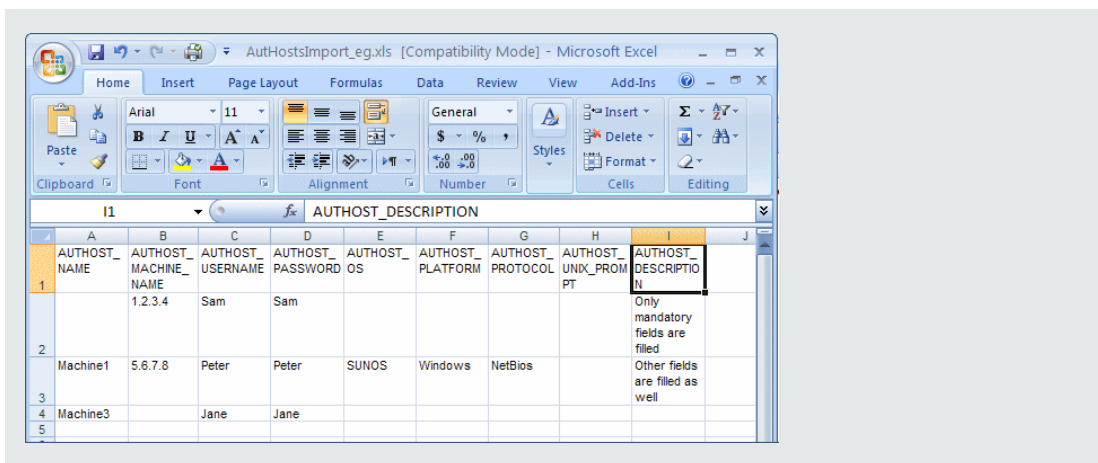 AutHostsImport_eg.xls [Compatibility Mode] - Microsoft Excel
Home Insert Page Layout Formulas Data Review View Add-Ins
Paste
Arial 11
B I U
A A
A
General
$ % ,
.00 .00
Styles
Insert
Delete
Format
Σ
Clipboard Font Alignment Number Cells Editing
I1 fx AUTHOST_DESCRIPTION
A B C D E F G H I J
1
AUTHOST_
NAME
AUTHOST_
MACHINE_
NAME
AUTHOST_
USERNAME
AUTHOST_
PASSWORD
AUTHOST_
OS
AUTHOST_
PLATFORM
AUTHOST_
PROTOCOL
AUTHOST_
UNIX_PROM
PT
AUTHOST_
DESCRIPTIO
N
2
1.2.3.4 Sam Sam
Only
mandatory
fields are
filled
3
Machine1 5.6.7.8 Peter Peter SUNOS Windows NetBios
Other fields
are filled as
well
4 Machine3 Jane Jane
5